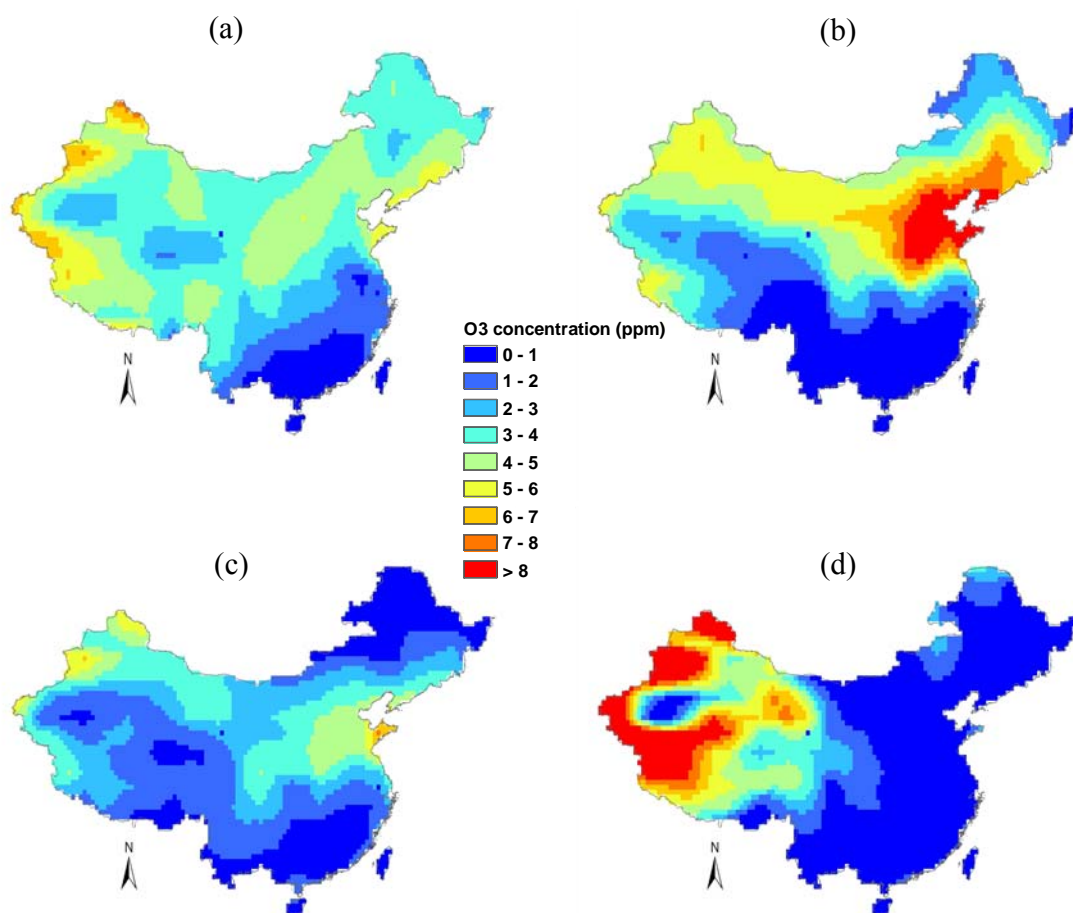 (a)
(b)
N
N
O3 concentration (ppm)
0 - 1
1 - 2
2 - 3
3 - 4
4 - 5
5 - 6
6 - 7
7 - 8
> 8
(c)
(d)
N
N